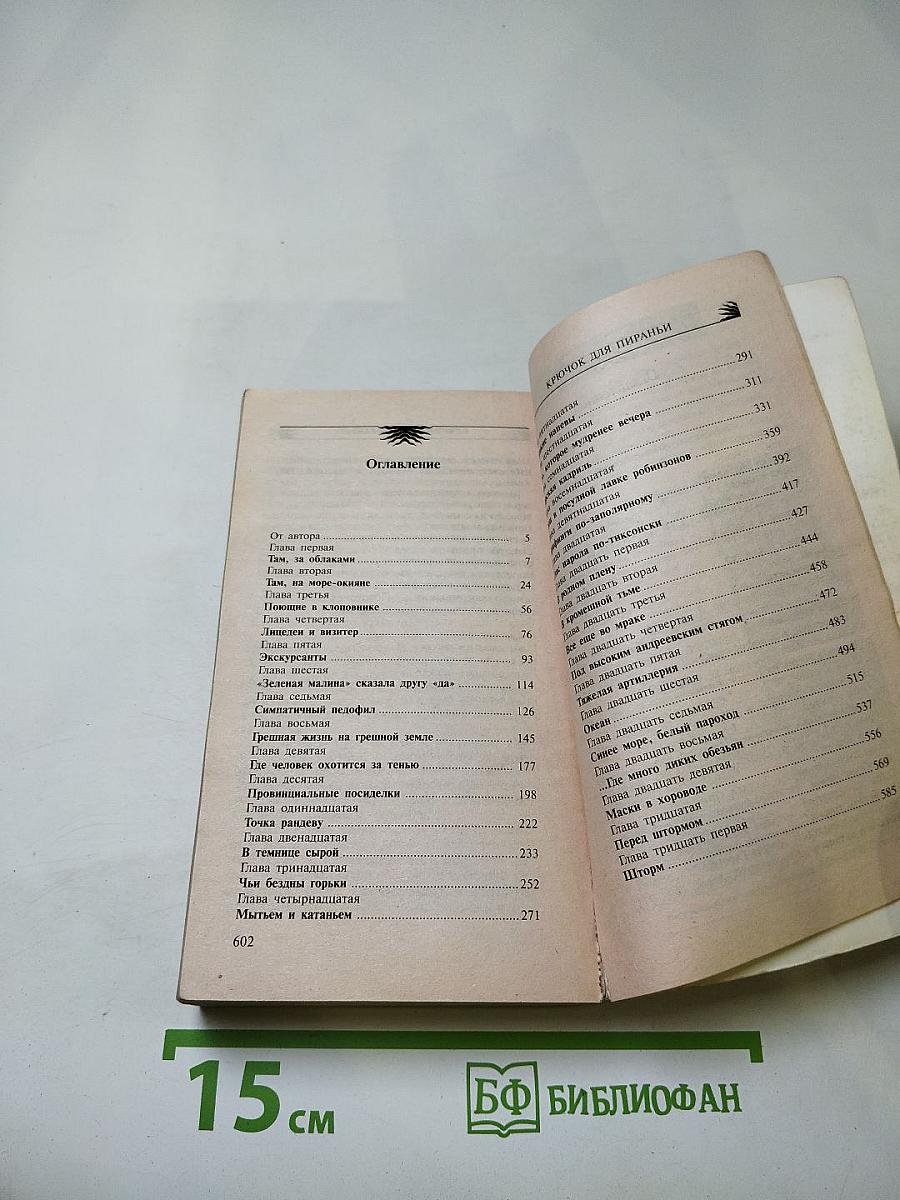 Оглавление
От автора 5
Глава первая
Там, за облаками 7
Глава вторая
Там, на море-окияне 24
Глава третья
Поющие в клоповнике 56
Глава четвертая
Лицедеи и визитер 76
Глава пятая
Экскурсанты 93
Глава шестая
«Зеленая малина» сказала другу «да» 114
Глава седьмая
Симпатичный педофил 126
Глава восьмая
Грешная жизнь на грешной земле 145
Глава девятая
Где человек охотится за тенью 177
Глава десятая
Провинциальные посиделки 198
Глава одиннадцатая
Точка рандеву 222
Глава двенадцатая
В темнице сырой 233
Глава тринадцатая
Чьи бездны горьки 252
Глава четырнадцатая
Мытьем и катаньем 271
602
КРЮЧОК ДЛЯ ПИРАНЬИ
напевы 291
которое мудренее вечера 311
кадриль 331
в посудной лавке робинзонов 359
по-заполярному 392
двадцатая
народа по-тиксонски 417
двадцать первая
родном плену 427
двадцать вторая
кромешной тьме 444
Глава двадцать третья
Все еще во мраке 458
Глава двадцать четвертая
Под высоким андреевским стягом 472
Глава двадцать пятая
Тяжелая артиллерия 483
Глава двадцать шестая
Океан 494
Глава двадцать седьмая
Синее море, белый пароход 515
Глава двадцать восьмая
...Где много диких обезьян 537
Глава двадцать девятая
Маски в хороводе 556
Глава тридцатая
Перед штормом 569
Глава тридцать первая
Шторм 585
15 см
БФ БИБЛИОФАН